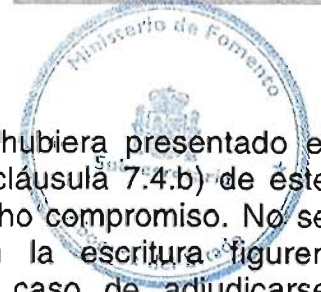 Ministerio de Fomento
hubiera presentado e
cláusula 7.4.b) de este
ho compromiso. No se
la escritura figuren
caso de adjudicarse